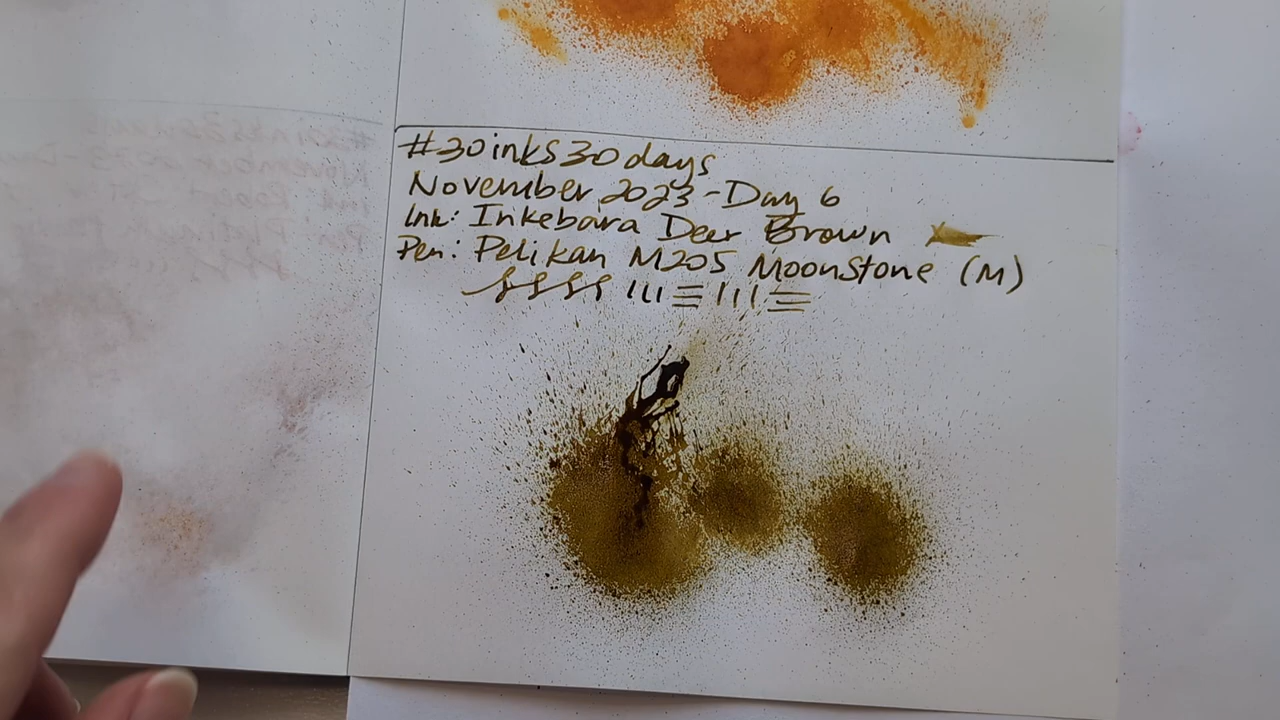 #30inks30days
November 2023-Day 6
Ink: Inkebara Deer Brown
Pen: Pelikan M205 Moonstone (M)